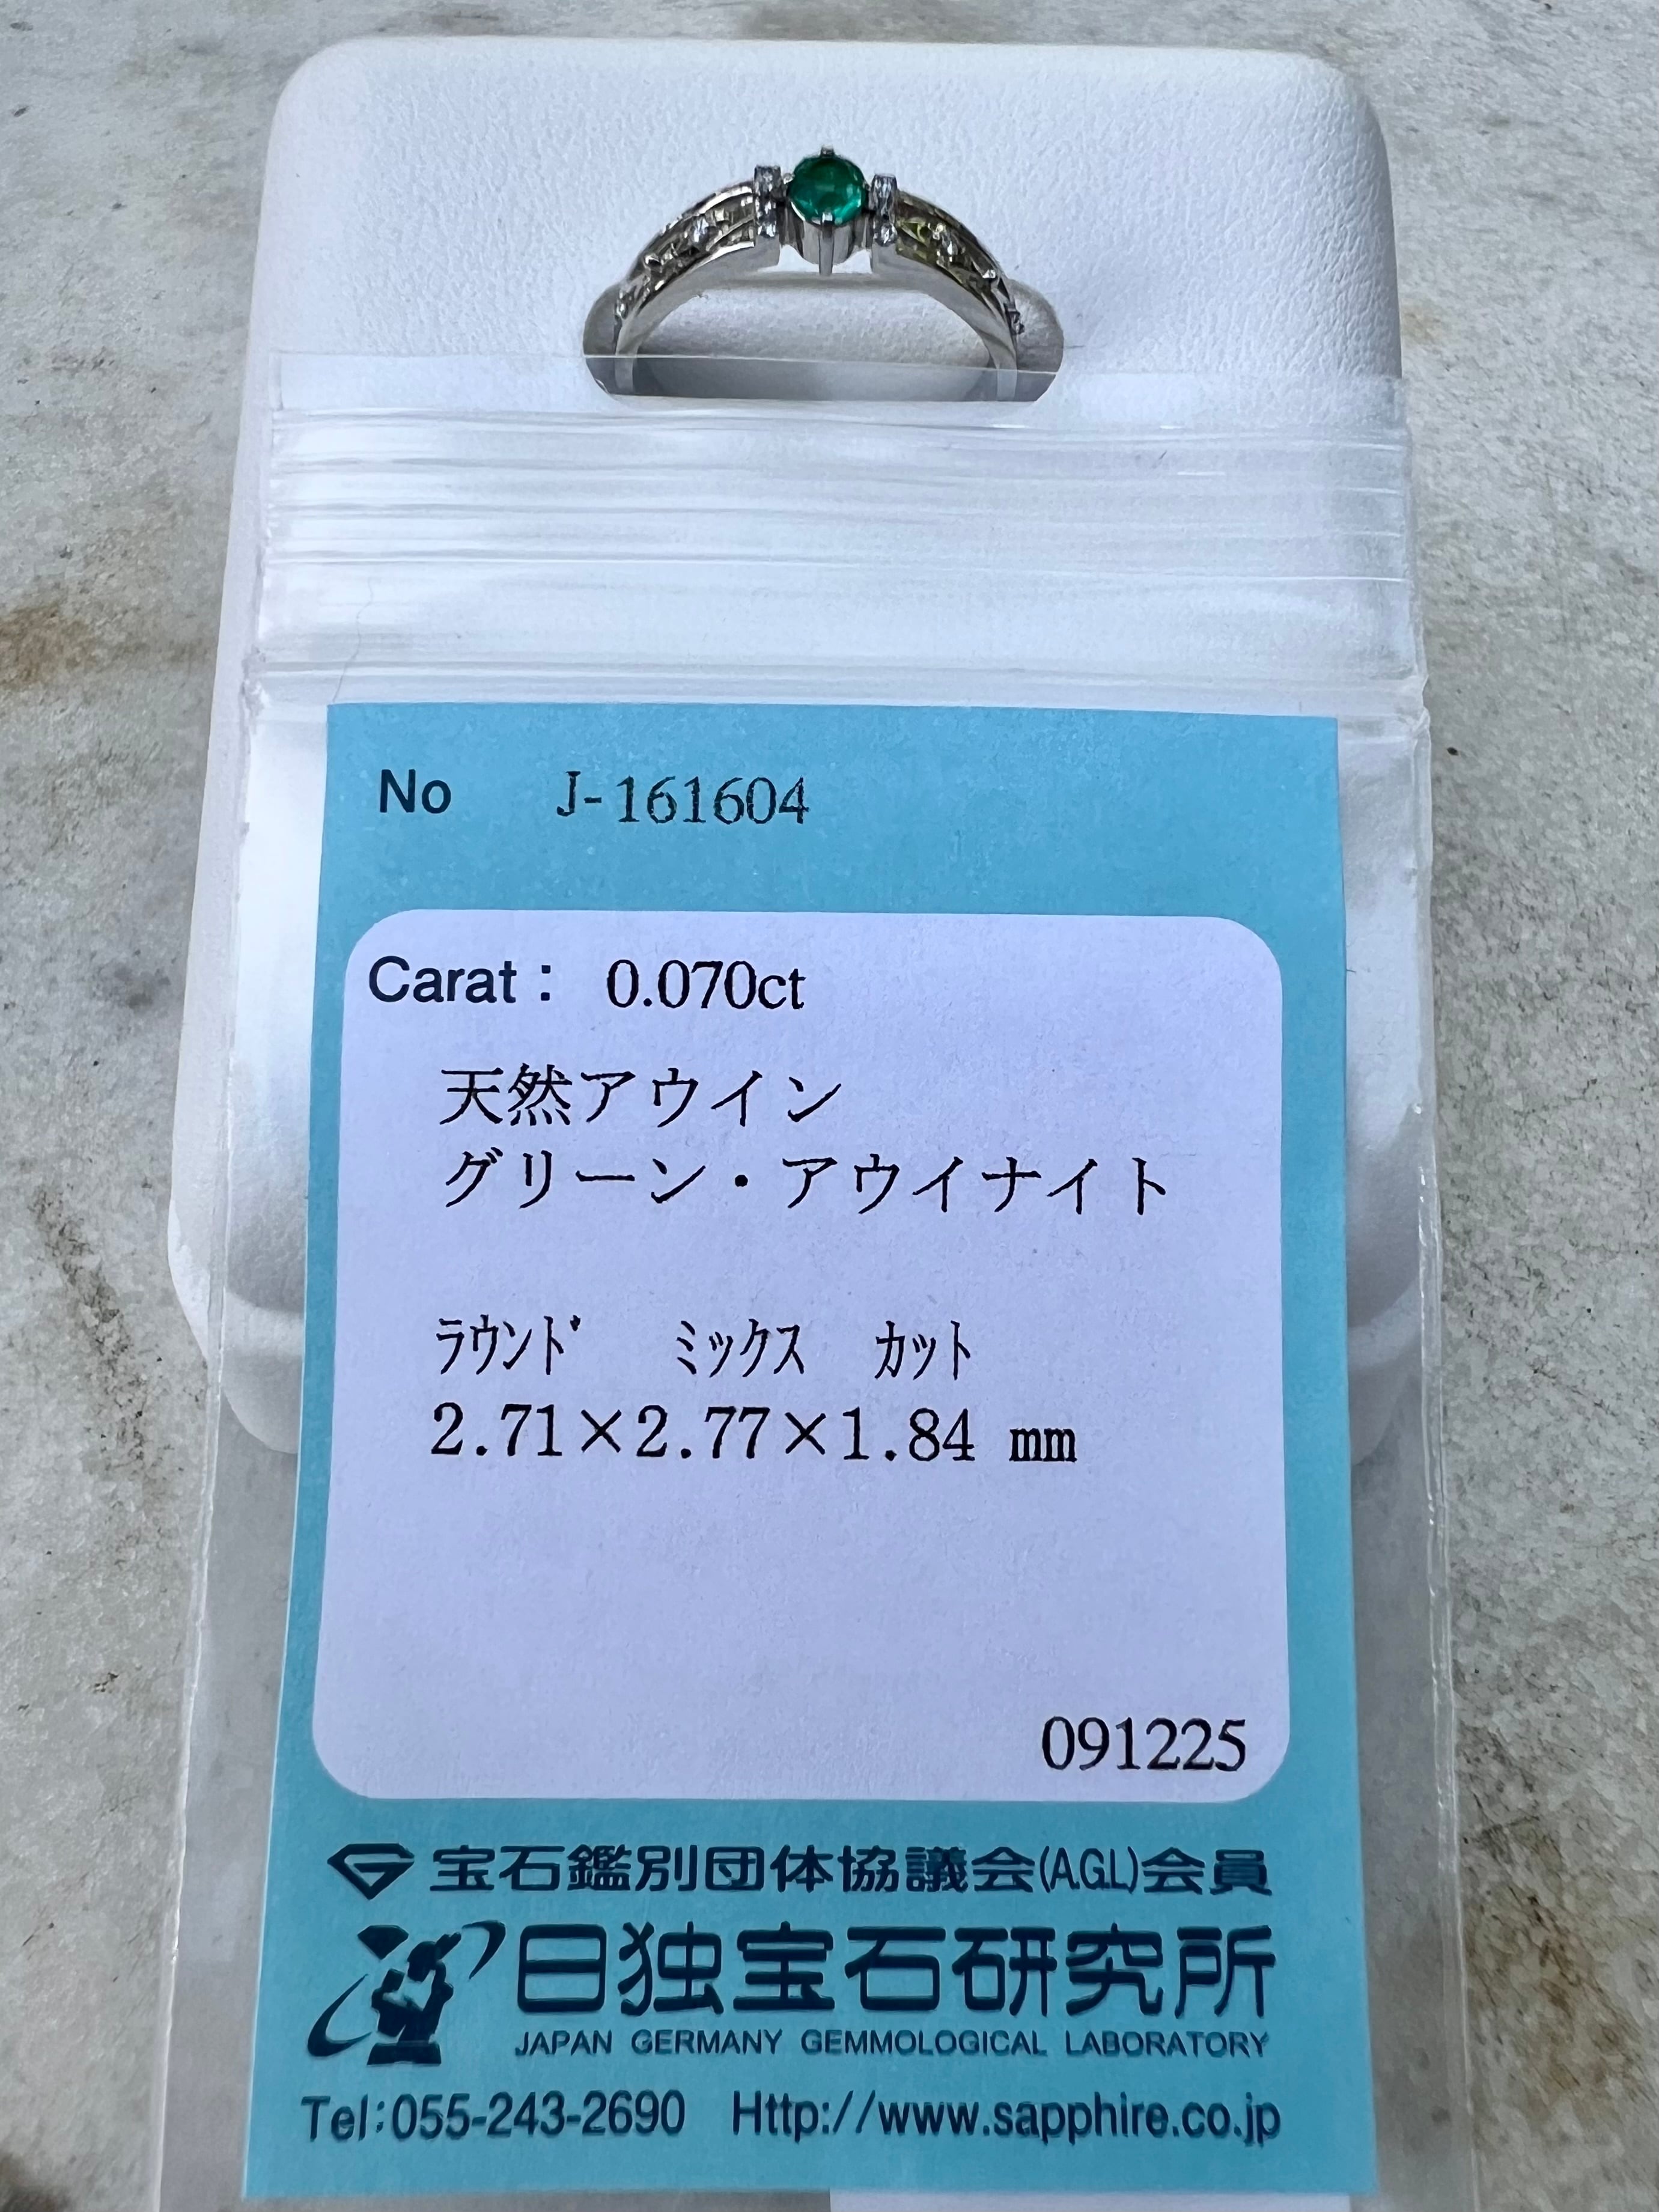 No J-161604
Carat： 0.070ct
天然アウイン
グリーン・アウイナイト
ﾗｳﾝﾄﾞ ﾐｯｸｽ ｶｯﾄ
2.71×2.77×1.84 mm
091225
宝石鑑別団体協議会(A.G.L)会員
日独宝石研究所
JAPAN GERMANY GEMMOLOGICAL LABORATORY
Tel:055-243-2690 Http://www.sapphire.co.jp